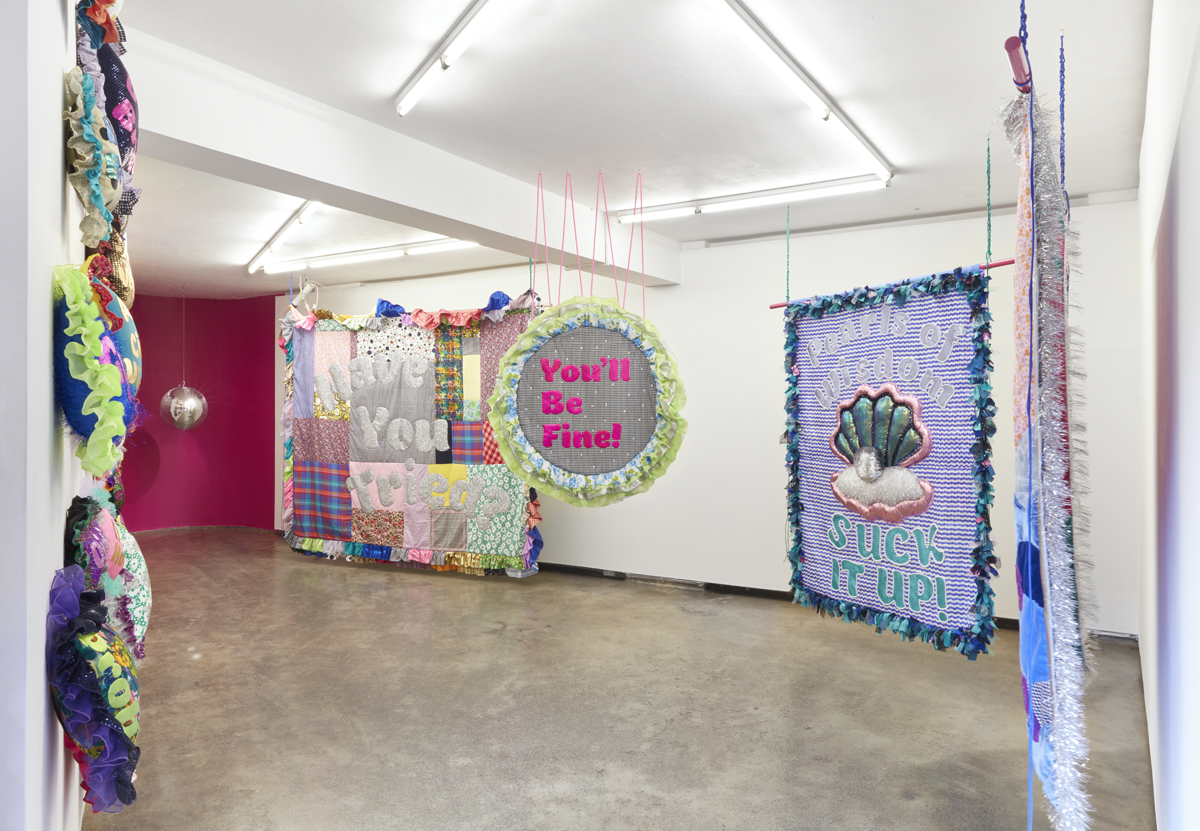 Have
You
tried?
You'll
Be
Fine!
Pearls of
Wisdom
SUCK
IT UP!